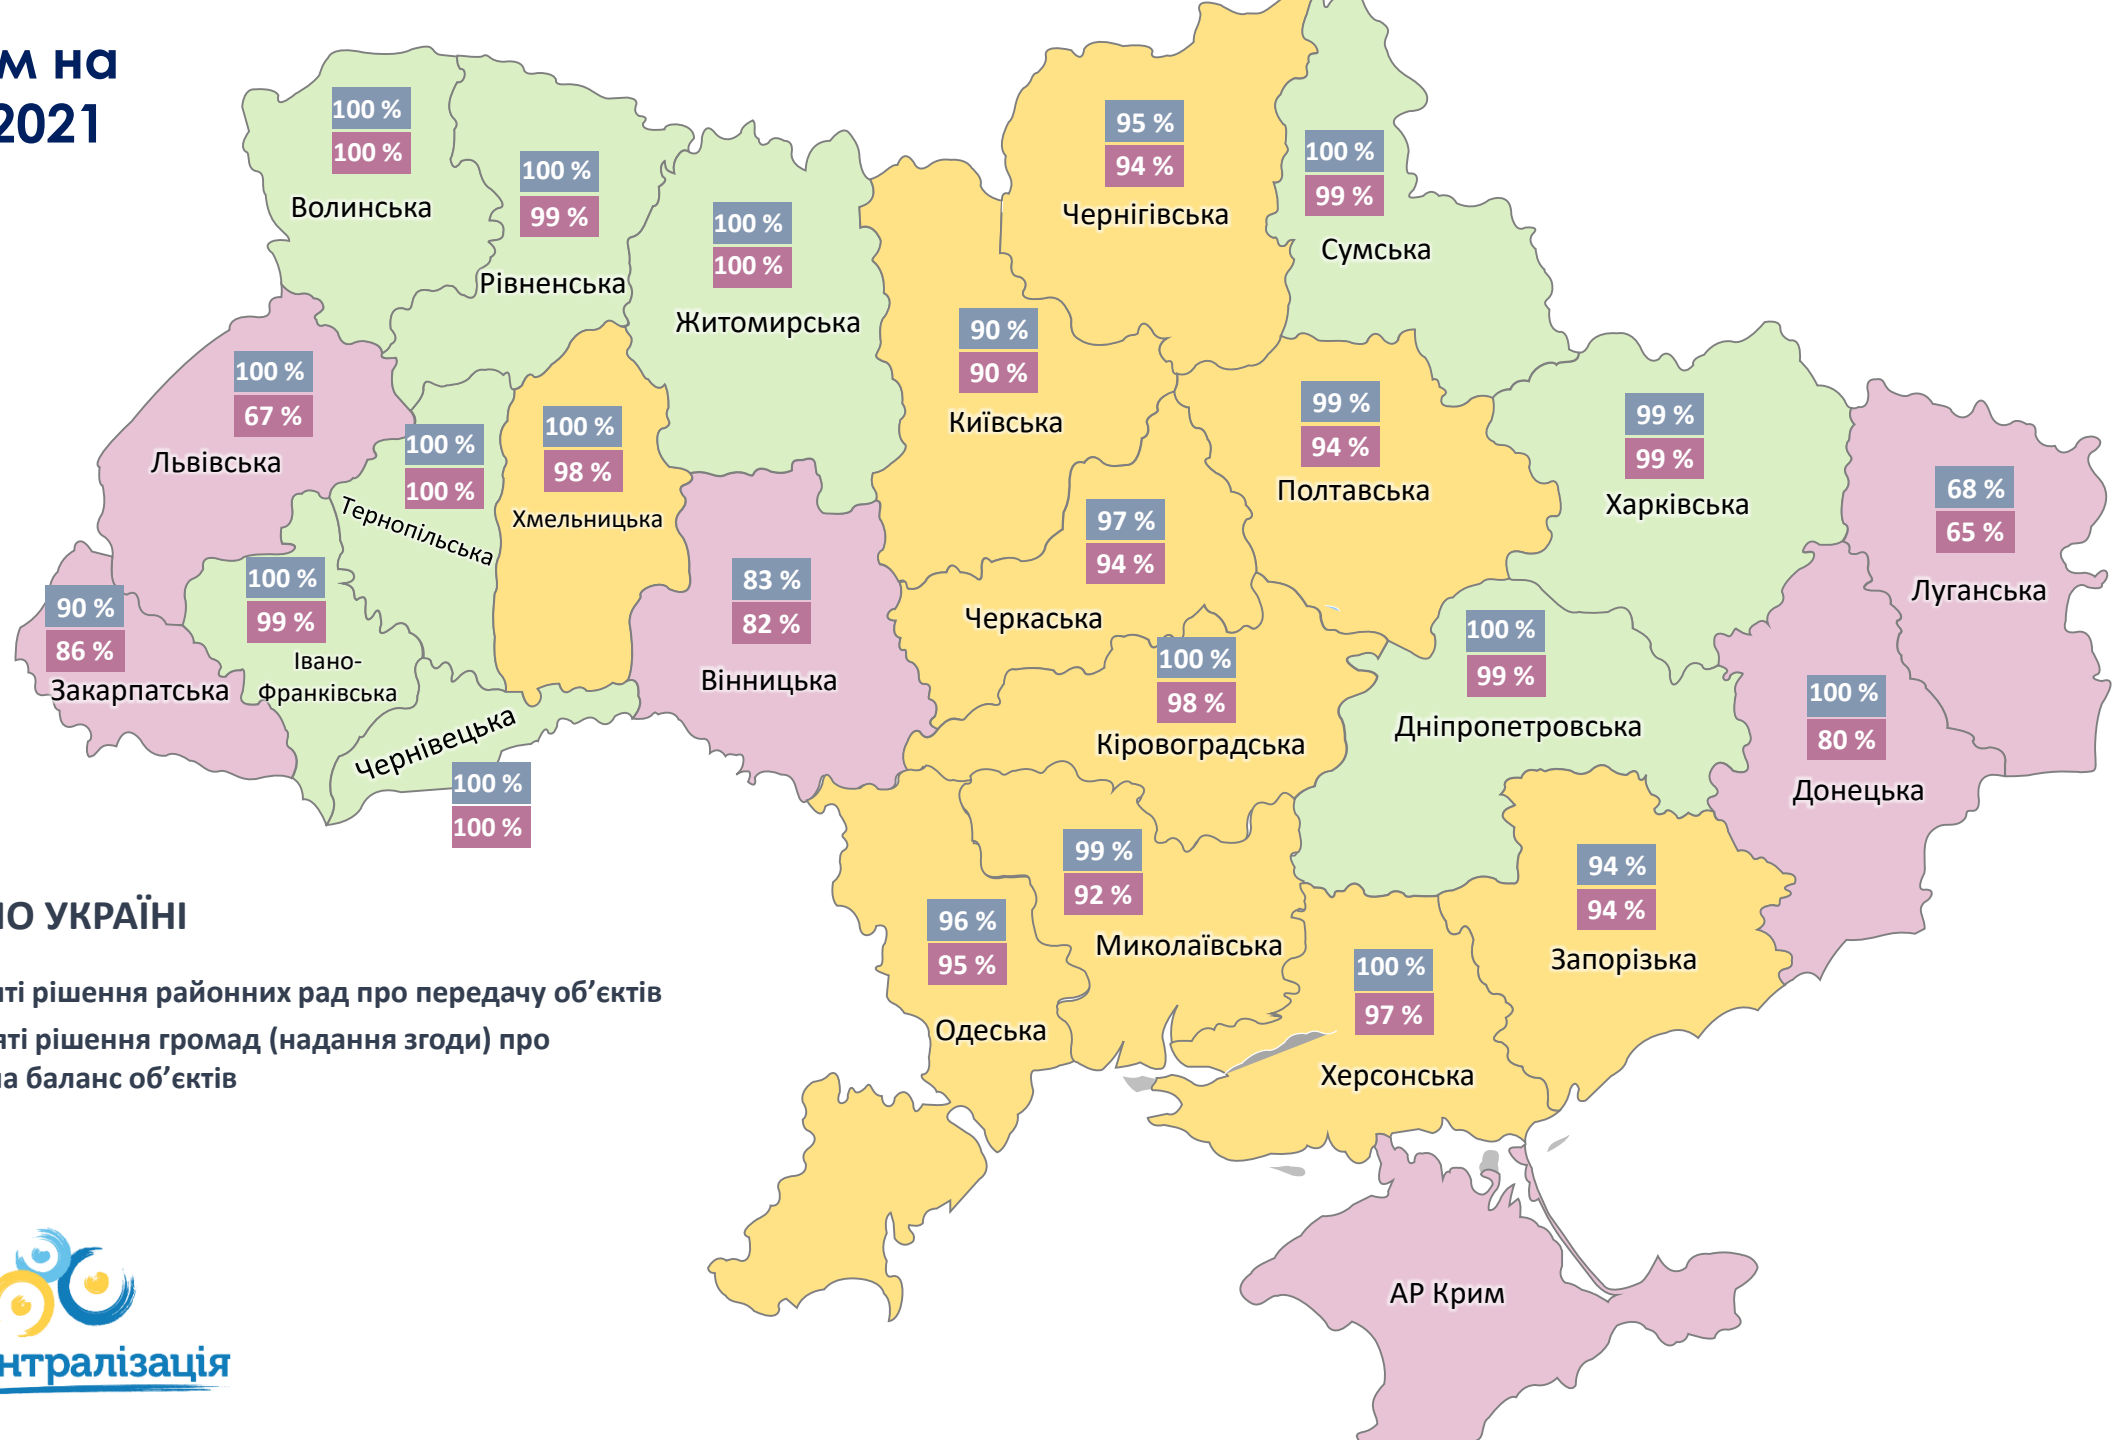 м на
2021
100 %
100 %
Волинська
100 %
99 %
Рівненська
100 %
100 %
Житомирська
95 %
94 %
Чернігівська
100 %
99 %
Сумська
90 %
90 %
Київська
100 %
67 %
Львівська
100 %
100 %
Тернопільська
100 %
98 %
Хмельницька
99 %
94 %
Полтавська
99 %
99 %
Харківська
68 %
65 %
Луганська
97 %
94 %
Черкаська
83 %
82 %
Вінницька
90 %
86 %
Закарпатська
100 %
99 %
Івано-
Франківська
Чернівецька
100 %
100 %
100 %
98 %
Кіровоградська
100 %
99 %
Дніпропетровська
100 %
80 %
Донецька
99 %
92 %
Миколаївська
96 %
95 %
Одеська
94 %
94 %
Запорізька
100 %
97 %
Херсонська
АР Крим
О УКРАЇНІ
ті рішення районних рад про передачу об’єктів
яті рішення громад (надання згоди) про
а баланс об’єктів
нтралізація